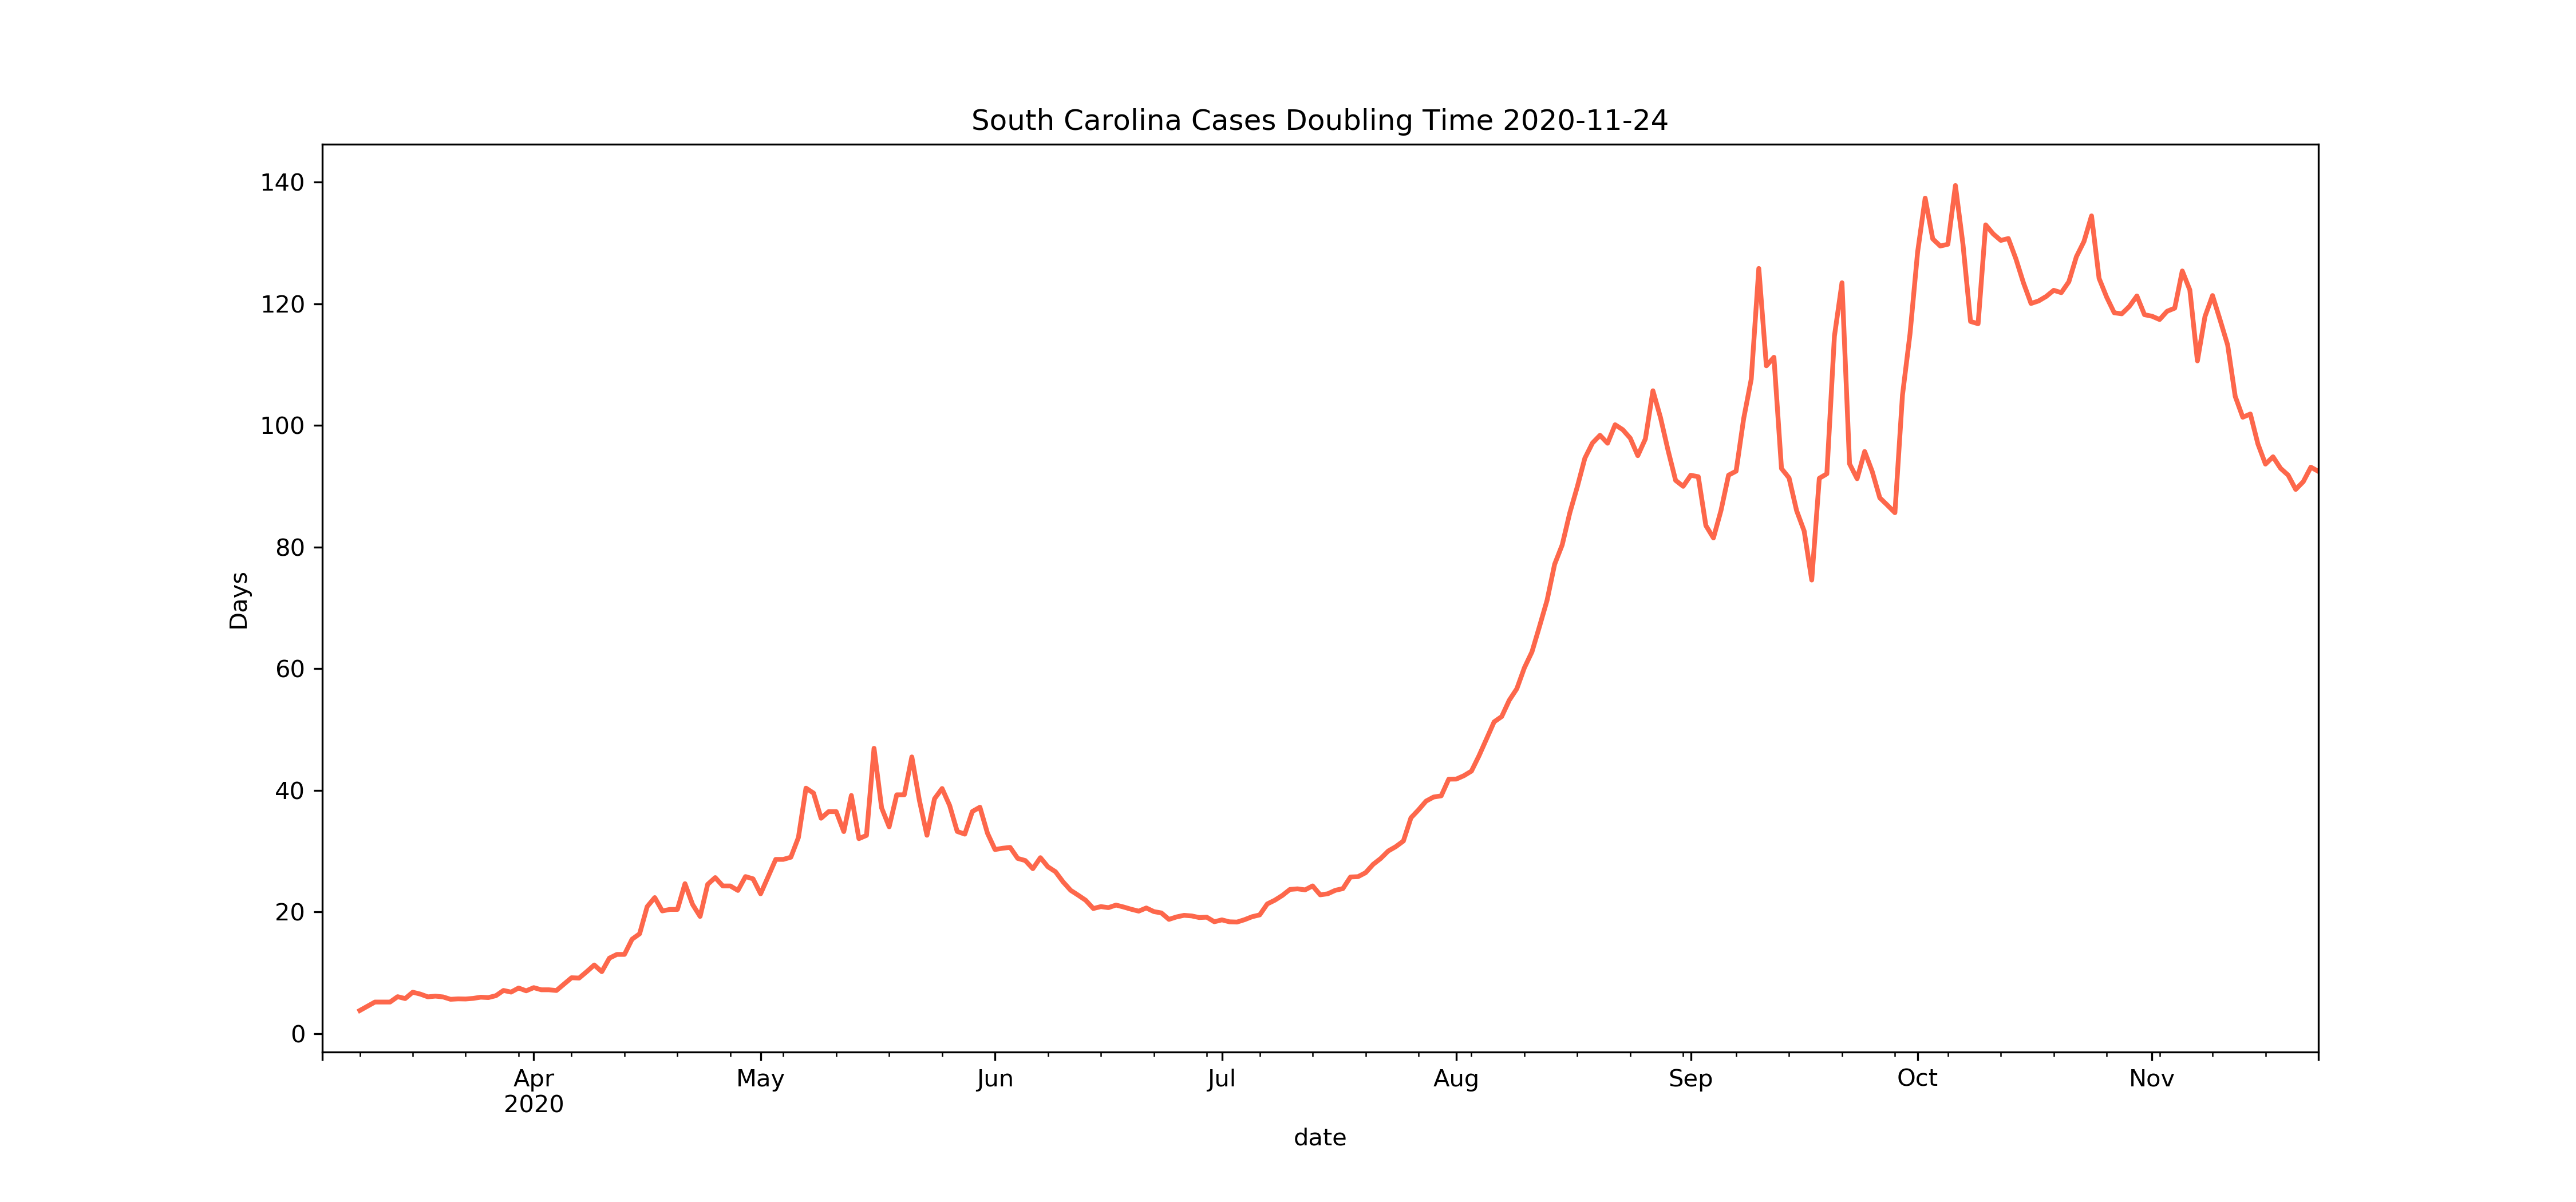 South Carolina Cases Doubling Time 2020-11-24
140
120
100
80
60
40
20
0
Days
Apr May Jun Jul Aug Sep Oct Nov
2020
date